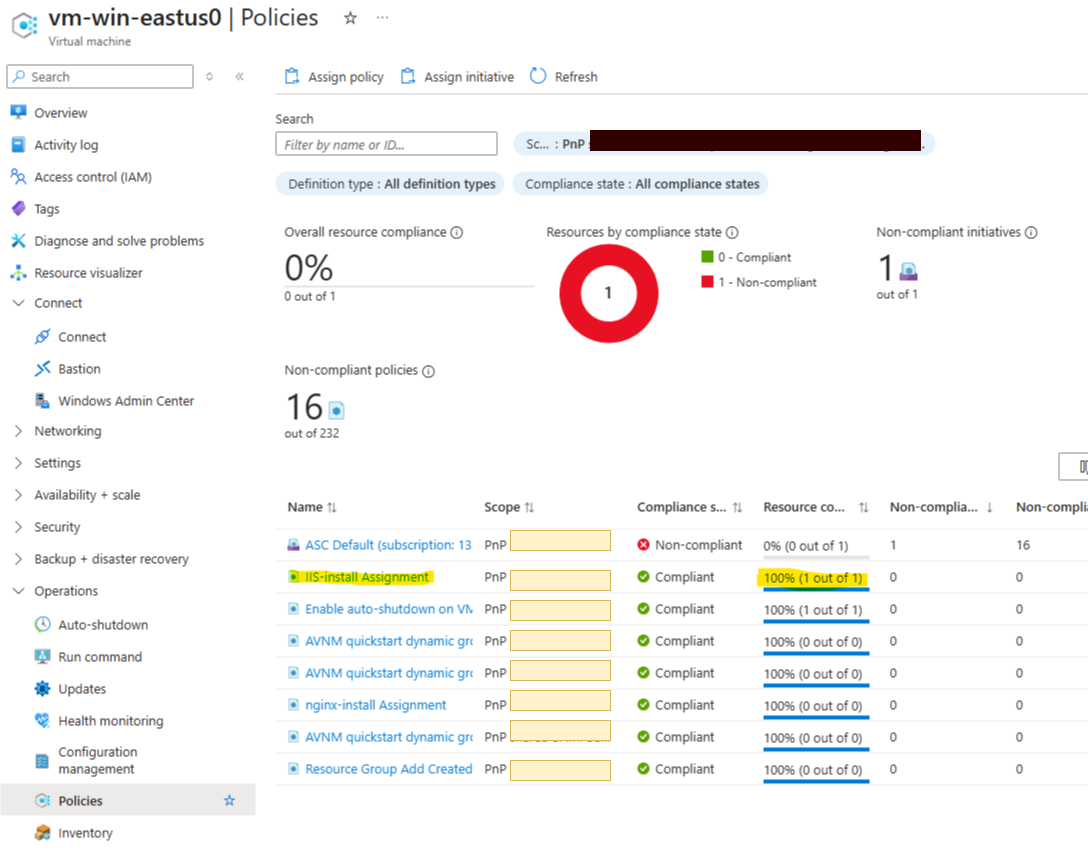 vm-win-eastus0 | Policies
Virtual machine
Search
Overview
Activity log
Access control (IAM)
Tags
Diagnose and solve problems
Resource visualizer
Connect
Connect
Bastion
Windows Admin Center
Networking
Settings
Availability + scale
Security
Backup + disaster recovery
Operations
Auto-shutdown
Run command
Updates
Health monitoring
Configuration
management
Policies
Inventory
Assign policy Assign initiative Refresh
Search
Filter by name or ID...
Sc... : PnP
Definition type : All definition types Compliance state : All compliance states
Overall resource compliance
0%
0 out of 1
Resources by compliance state
1
0 - Compliant
1 - Non-compliant
Non-compliant initiatives
1
out of 1
Non-compliant policies
16
out of 232
Name Scope Compliance s... Resource co... Non-complia... Non-compli
ASC Default (subscription: 13 PnP Non-compliant 0% (0 out of 1) 1 16
IIS-install Assignment PnP Compliant 100% (1 out of 1) 0 0
Enable auto-shutdown on VM PnP Compliant 100% (1 out of 1) 0 0
AVNM quickstart dynamic gro PnP Compliant 100% (0 out of 0) 0 0
AVNM quickstart dynamic gro PnP Compliant 100% (0 out of 0) 0 0
nginx-install Assignment PnP Compliant 100% (0 out of 0) 0 0
AVNM quickstart dynamic gro PnP Compliant 100% (0 out of 0) 0 0
Resource Group Add Created PnP Compliant 100% (0 out of 0) 0 0